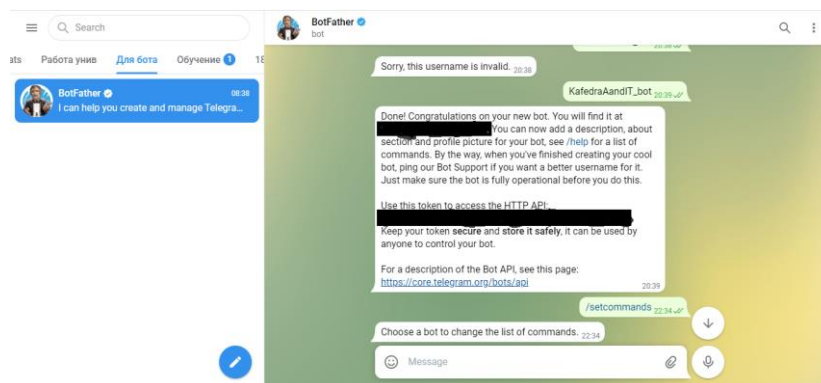 Search
ats Работа унив Для бота Обучение 1 18
BotFather 08:38
I can help you create and manage Telegra...
BotFather
bot
Sorry, this username is invalid. 20:38
KafedraAandIT_bot 20:39
Done! Congratulations on your new bot. You will find it at
. You can now add a description, about
section and profile picture for your bot, see /help for a list of
commands. By the way, when you've finished creating your cool
bot, ping our Bot Support if you want a better username for it.
Just make sure the bot is fully operational before you do this.
Use this token to access the HTTP API:
Keep your token secure and store it safely, it can be used by
anyone to control your bot.
For a description of the Bot API, see this page:
https://core.telegram.org/bots/api 20:39
/setcommands 22:34
Choose a bot to change the list of commands. 22:34
Message